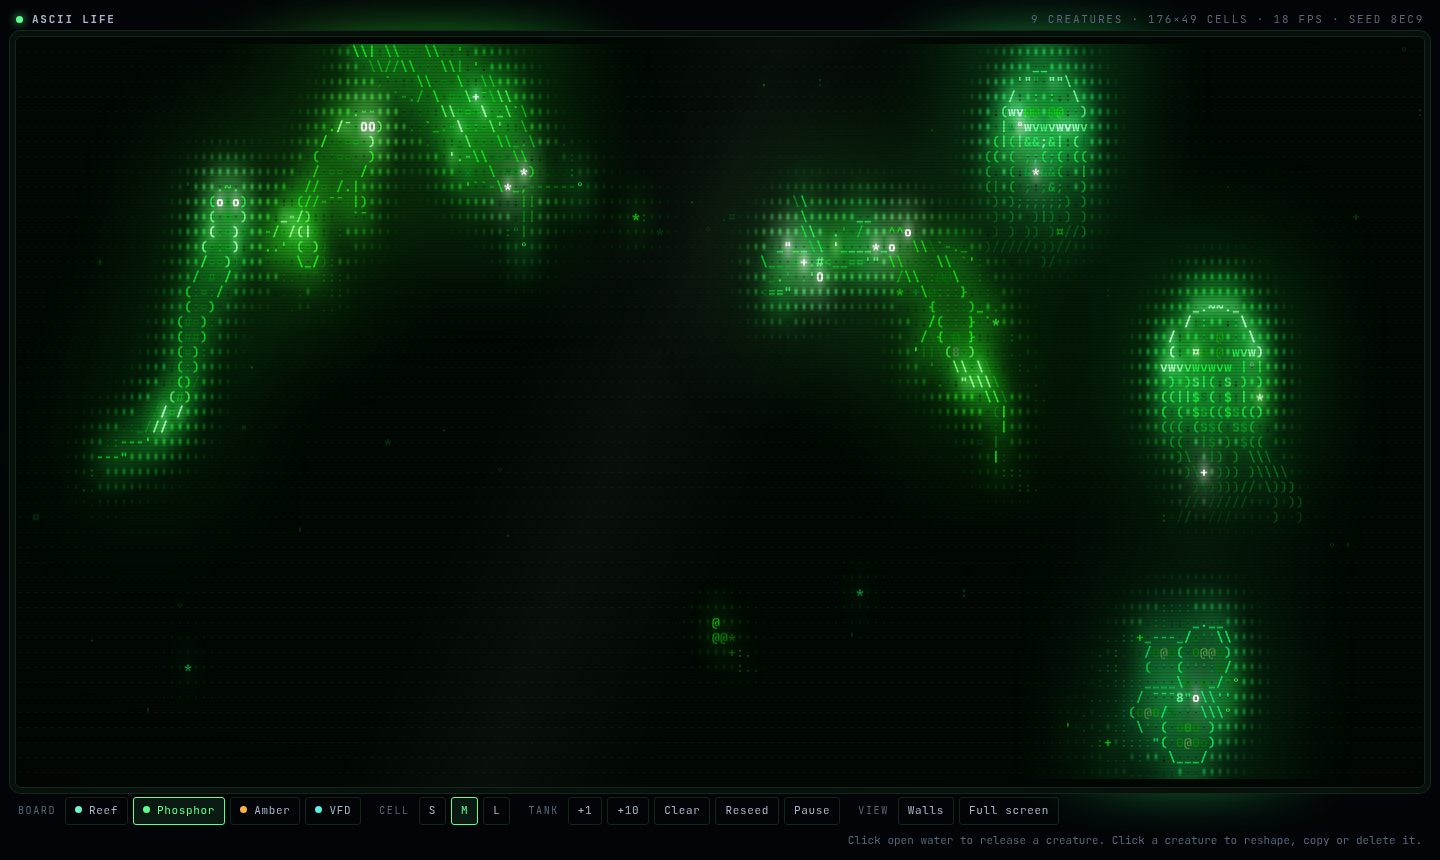 ASCII LIFE
9 CREATURES · 176×49 CELLS · 18 FPS · SEED 8EC9
BOARD Reef Phosphor Amber VFD CELL S M L TANK +1 +10 Clear Reseed Pause VIEW Walls Full screen
Click open water to release a creature. Click a creature to reshape, copy or delete it.